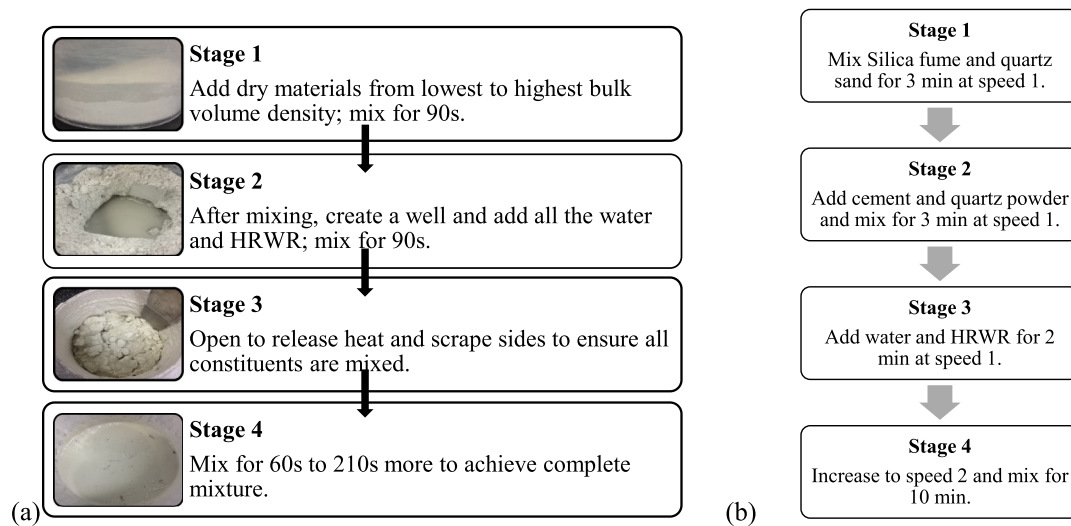 Stage 1
Add dry materials from lowest to highest bulk
volume density; mix for 90s.
Stage 2
After mixing, create a well and add all the water
and HRWR; mix for 90s.
Stage 3
Open to release heat and scrape sides to ensure all
constituents are mixed.
Stage 4
Mix for 60s to 210s more to achieve complete
mixture.
(a)
Stage 1
Mix Silica fume and quartz
sand for 3 min at speed 1.
Stage 2
Add cement and quartz powder
and mix for 3 min at speed 1.
Stage 3
Add water and HRWR for 2
min at speed 1.
Stage 4
Increase to speed 2 and mix for
10 min.
(b)